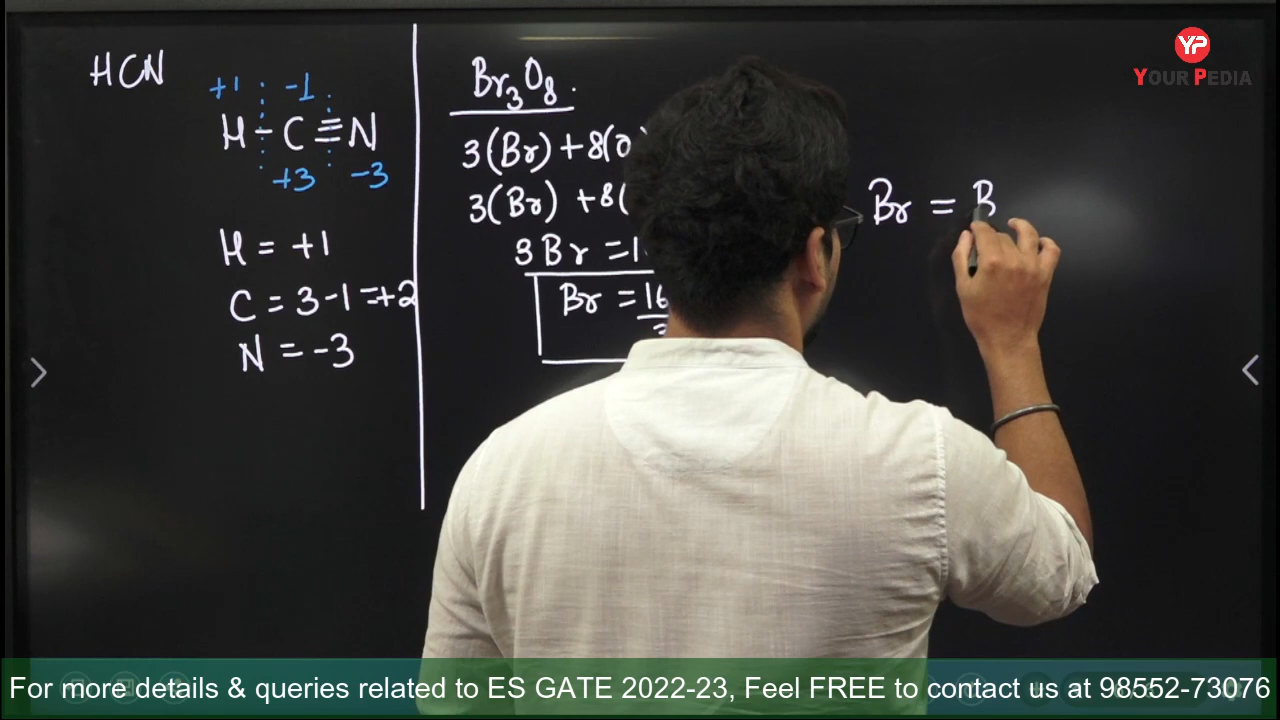 HCN
+1 -1
H-C≡N
+3 -3
H = +1
C = 3-1 =+2
N = -3
Br₃O₈.
3(Br)+8(O
3(Br) +8(
3Br =1
Br = 16
Br = B
YP
YOUR PEDIA
For more details & queries related to ES GATE 2022-23, Feel FREE to contact us at 98552-73076